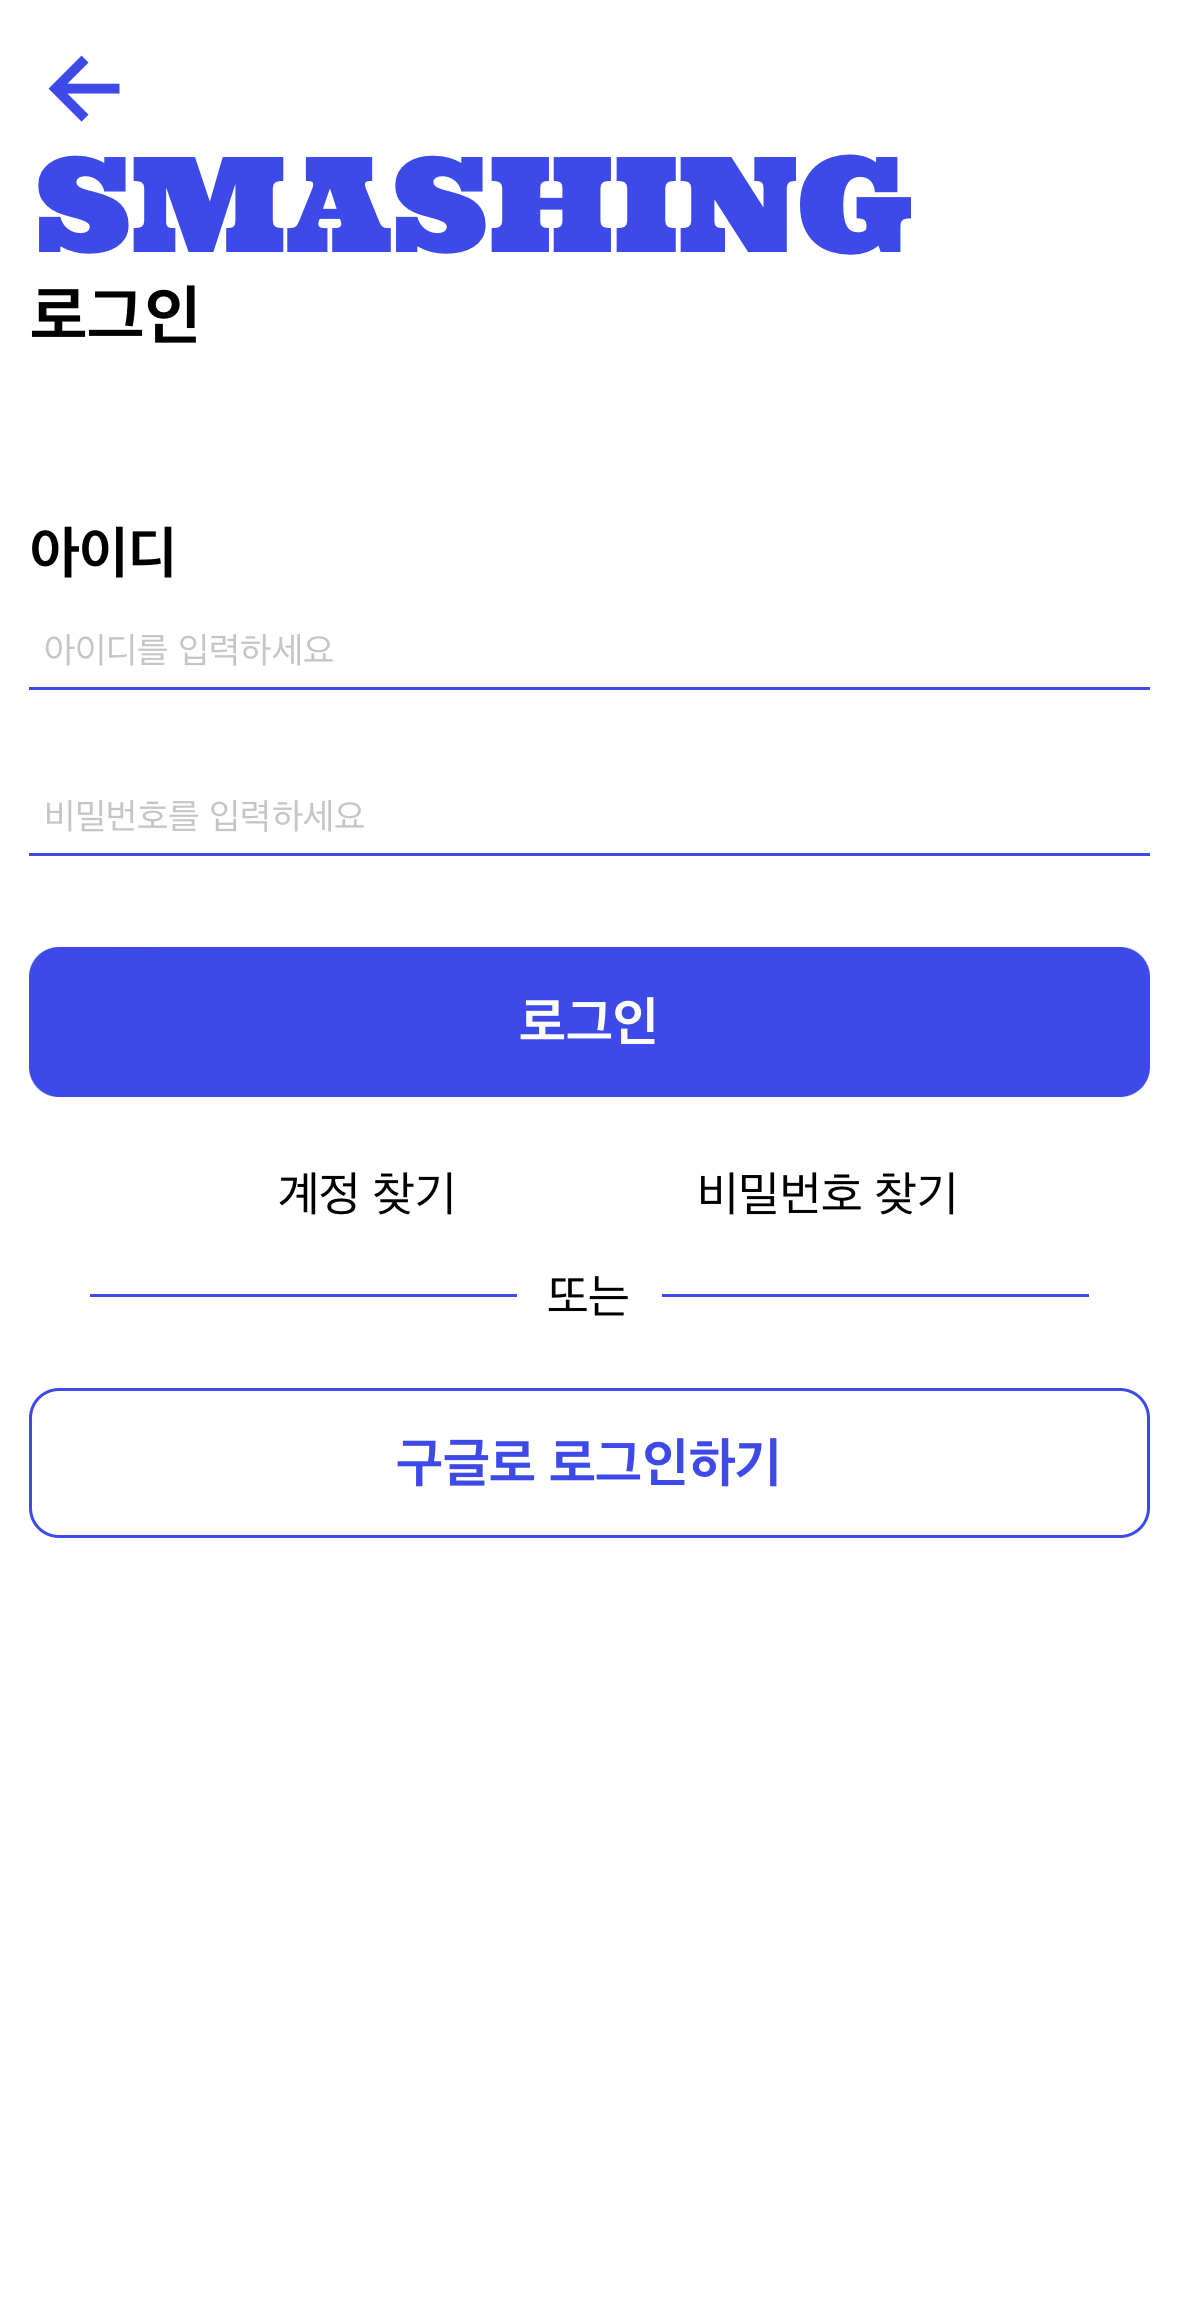 SMASHING
로그인
아이디
아이디를 입력하세요
비밀번호를 입력하세요
로그인
계정 찾기 비밀번호 찾기
또는
구글로 로그인하기